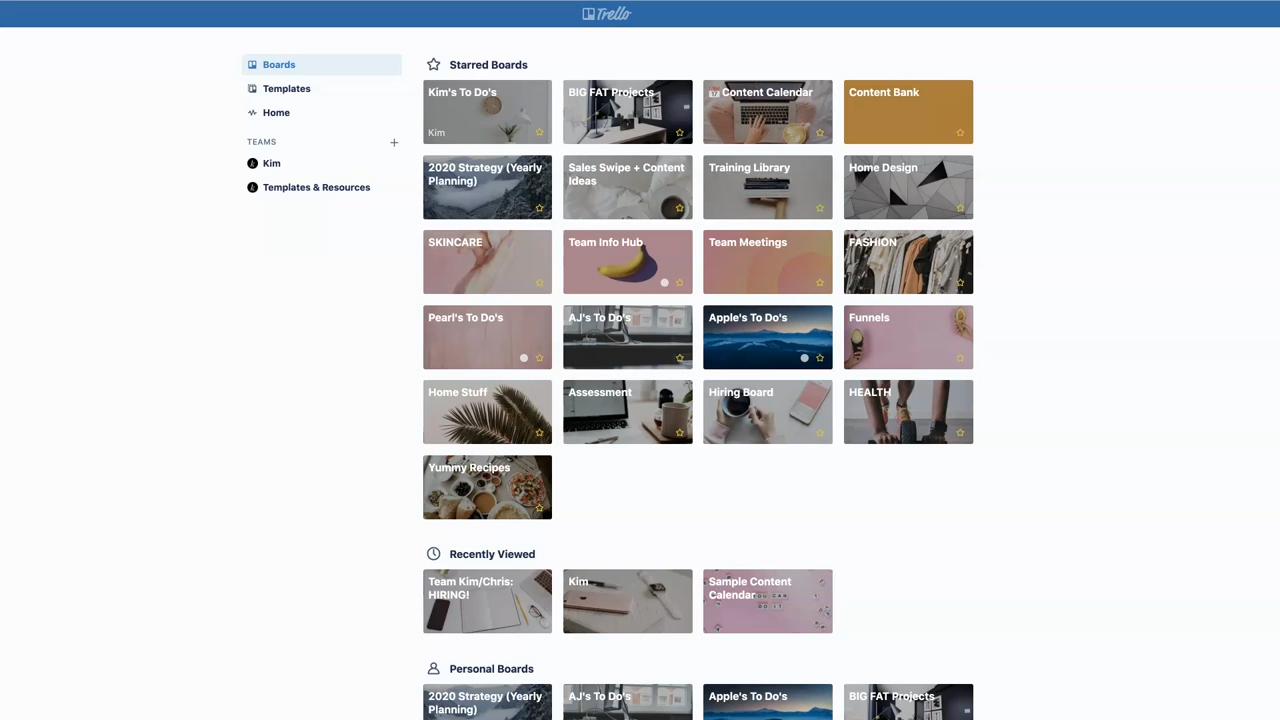 Trello
Boards
Templates
Home
TEAMS
Kim
Templates & Resources
Starred Boards
Kim's To Do's
Kim
BIG FAT Projects
Content Calendar
Content Bank
2020 Strategy (Yearly
Planning)
Sales Swipe + Content
Ideas
Training Library
Home Design
SKINCARE
Team Info Hub
Team Meetings
FASHION
Pearl's To Do's
AJ's To Do's
Apple's To Do's
Funnels
Home Stuff
Assessment
Hiring Board
HEALTH
Yummy Recipes
Recently Viewed
Team Kim/Chris:
HIRING!
Kim
Sample Content
Calendar
YOU CAN
DO IT
Personal Boards
2020 Strategy (Yearly
Planning)
AJ's To Do's
Apple's To Do's
BIG FAT Projects